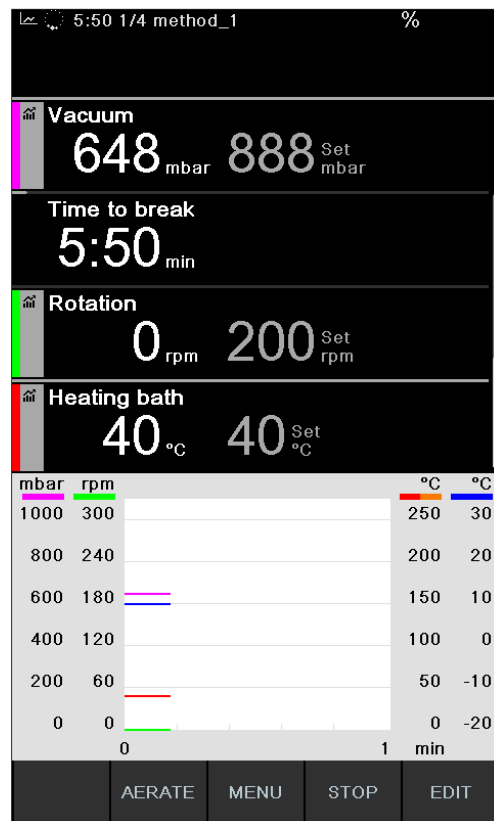 5:50 1/4 method_1 %
Vacuum
648 mbar 888 Set mbar
Time to break
5:50 min
Rotation
0 rpm 200 Set rpm
Heating bath
40 °C 40 Set °C
mbar rpm °C °C
1000 300 250 30
800 240 200 20
600 180 150 10
400 120 100 0
200 60 50 -10
0 0 0 -20
0 1 min
AERATE MENU STOP EDIT